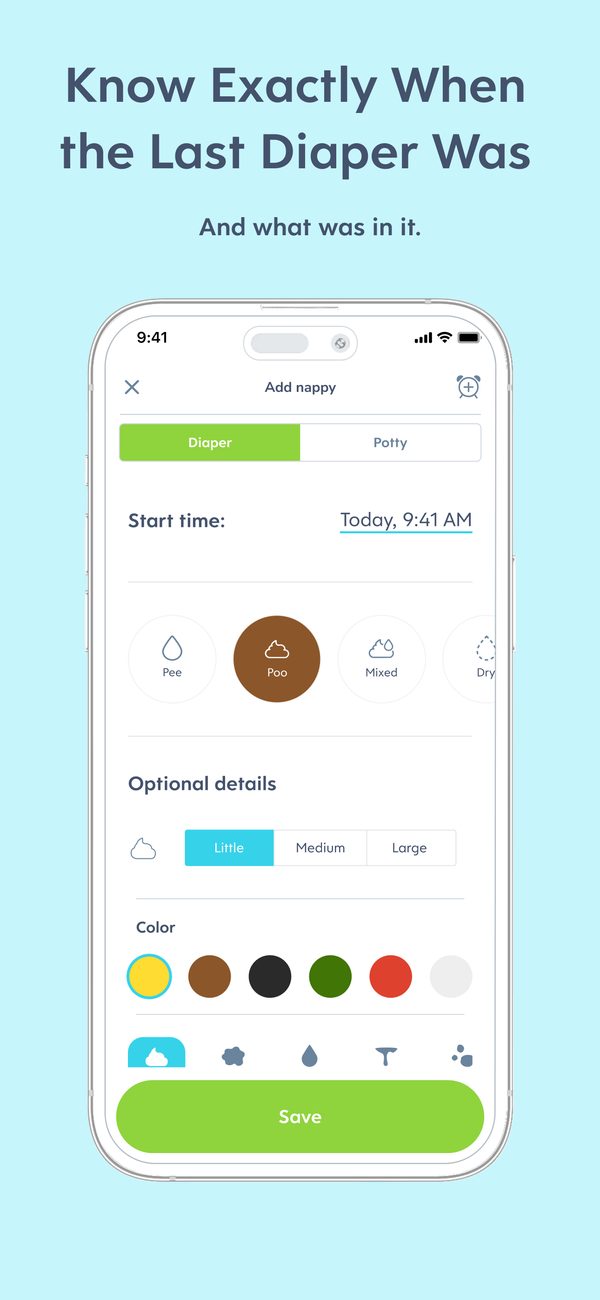 Know Exactly When
the Last Diaper Was
And what was in it.
9:41
Add nappy
Diaper Potty
Start time: Today, 9:41 AM
Pee Poo Mixed Dry
Optional details
Little Medium Large
Color
Save